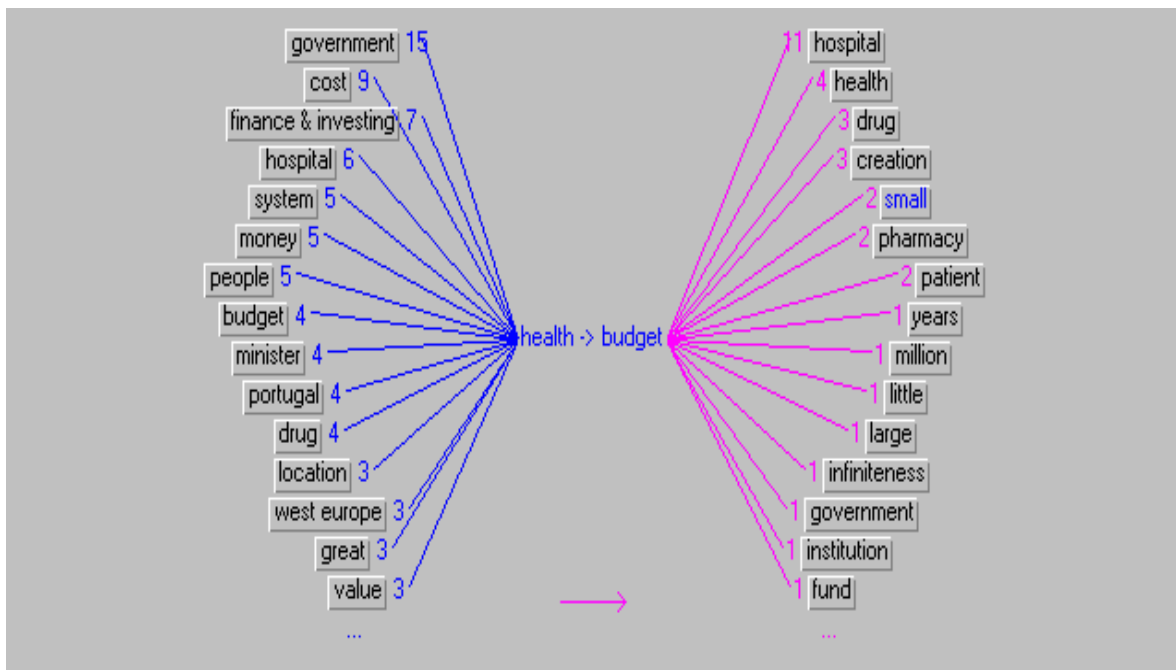 government 15
cost 9
finance & investing 7
hospital 6
system 5
money 5
people 5
budget 4
minister 4
portugal 4
drug 4
location 3
west europe 3
great 3
value 3
...
health -> budget
11 hospital
4 health
3 drug
3 creation
2 small
2 pharmacy
2 patient
1 years
1 million
1 little
1 large
1 infiniteness
1 government
1 institution
1 fund
...